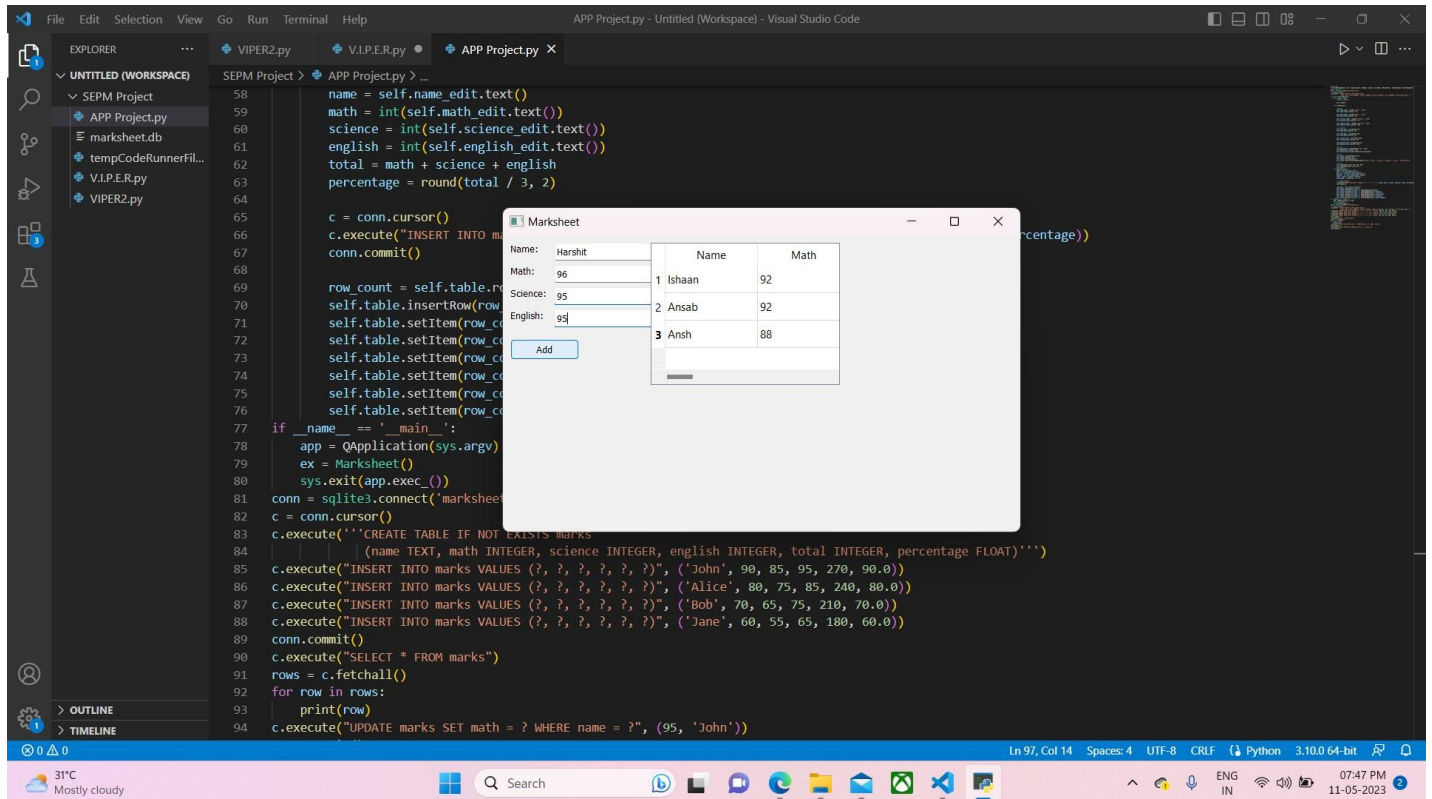 File Edit Selection View Go Run Terminal Help APP Project.py - Untitled (Workspace) - Visual Studio Code
EXPLORER ... VIPER2.py V.I.P.E.R.py APP Project.py
UNTITLED (WORKSPACE)
SEPM Project
APP Project.py
marksheet.db
tempCodeRunnerFil...
V.I.P.E.R.py
VIPER2.py
OUTLINE
TIMELINE
1
3
1
SEPM Project > APP Project.py > ...
58 name = self.name_edit.text()
59 math = int(self.math_edit.text())
60 science = int(self.science_edit.text())
61 english = int(self.english_edit.text())
62 total = math + science + english
63 percentage = round(total / 3, 2)
64
65 c = conn.cursor()
66 c.execute("INSERT INTO ma rcentage))
67 conn.commit()
68
69 row_count = self.table.ro
70 self.table.insertRow(row_
71 self.table.setItem(row_co
72 self.table.setItem(row_co
73 self.table.setItem(row_co
74 self.table.setItem(row_co
75 self.table.setItem(row_co
76 self.table.setItem(row_co
77 if __name__ == '__main__':
78 app = QApplication(sys.argv)
79 ex = Marksheet()
80 sys.exit(app.exec_())
81 conn = sqlite3.connect('marksheet
82 c = conn.cursor()
83 c.execute('''CREATE TABLE IF NOT EXISTS marks
84 (name TEXT, math INTEGER, science INTEGER, english INTEGER, total INTEGER, percentage FLOAT)''')
85 c.execute("INSERT INTO marks VALUES (?, ?, ?, ?, ?, ?)", ('John', 90, 85, 95, 270, 90.0))
86 c.execute("INSERT INTO marks VALUES (?, ?, ?, ?, ?, ?)", ('Alice', 80, 75, 85, 240, 80.0))
87 c.execute("INSERT INTO marks VALUES (?, ?, ?, ?, ?, ?)", ('Bob', 70, 65, 75, 210, 70.0))
88 c.execute("INSERT INTO marks VALUES (?, ?, ?, ?, ?, ?)", ('Jane', 60, 55, 65, 180, 60.0))
89 conn.commit()
90 c.execute("SELECT * FROM marks")
91 rows = c.fetchall()
92 for row in rows:
93 print(row)
94 c.execute("UPDATE marks SET math = ? WHERE name = ?", (95, 'John'))
Marksheet
Name: Harshit
Math: 96
Science: 95
English: 95
Add
Name Math
1 Ishaan 92
2 Ansab 92
3 Ansh 88
0 0 Ln 97, Col 14 Spaces: 4 UTF-8 CRLF Python 3.10.0 64-bit
31°C
Mostly cloudy
Search
ENG
IN
07:47 PM
11-05-2023
2